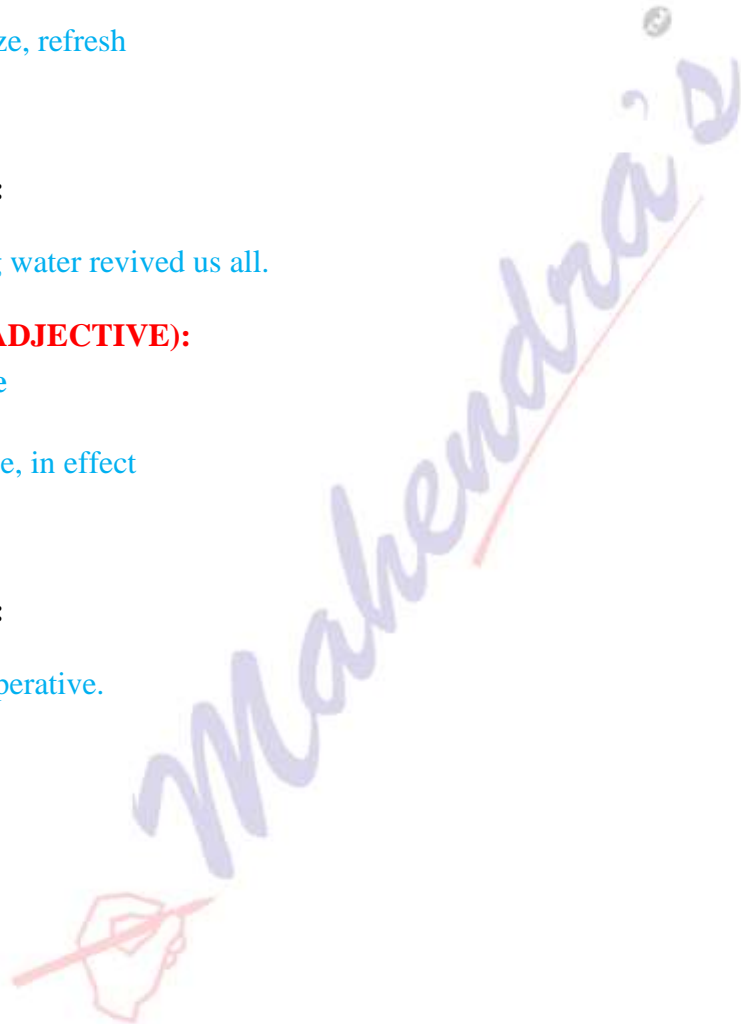 ze, refresh
:
g water revived us all.
ADJECTIVE):
e
e, in effect
:
perative.
Mahendra's